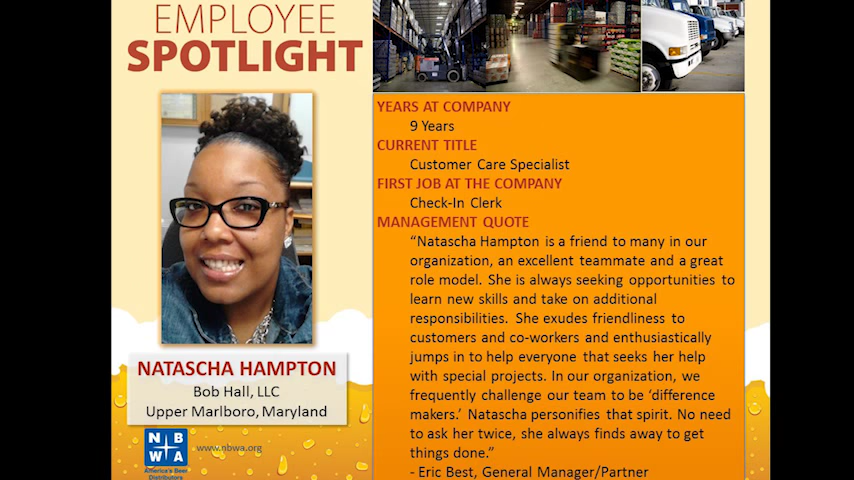 EMPLOYEE
SPOTLIGHT
NATASCHA HAMPTON
Bob Hall, LLC
Upper Marlboro, Maryland
N B
W A
America's Beer
Distributors
www.nbwa.org
YEARS AT COMPANY
9 Years
CURRENT TITLE
Customer Care Specialist
FIRST JOB AT THE COMPANY
Check-In Clerk
MANAGEMENT QUOTE
“Natascha Hampton is a friend to many in our
organization, an excellent teammate and a great
role model. She is always seeking opportunities to
learn new skills and take on additional
responsibilities. She exudes friendliness to
customers and co-workers and enthusiastically
jumps in to help everyone that seeks her help
with special projects. In our organization, we
frequently challenge our team to be ‘difference
makers.’ Natascha personifies that spirit. No need
to ask her twice, she always finds away to get
things done.”
- Eric Best, General Manager/Partner